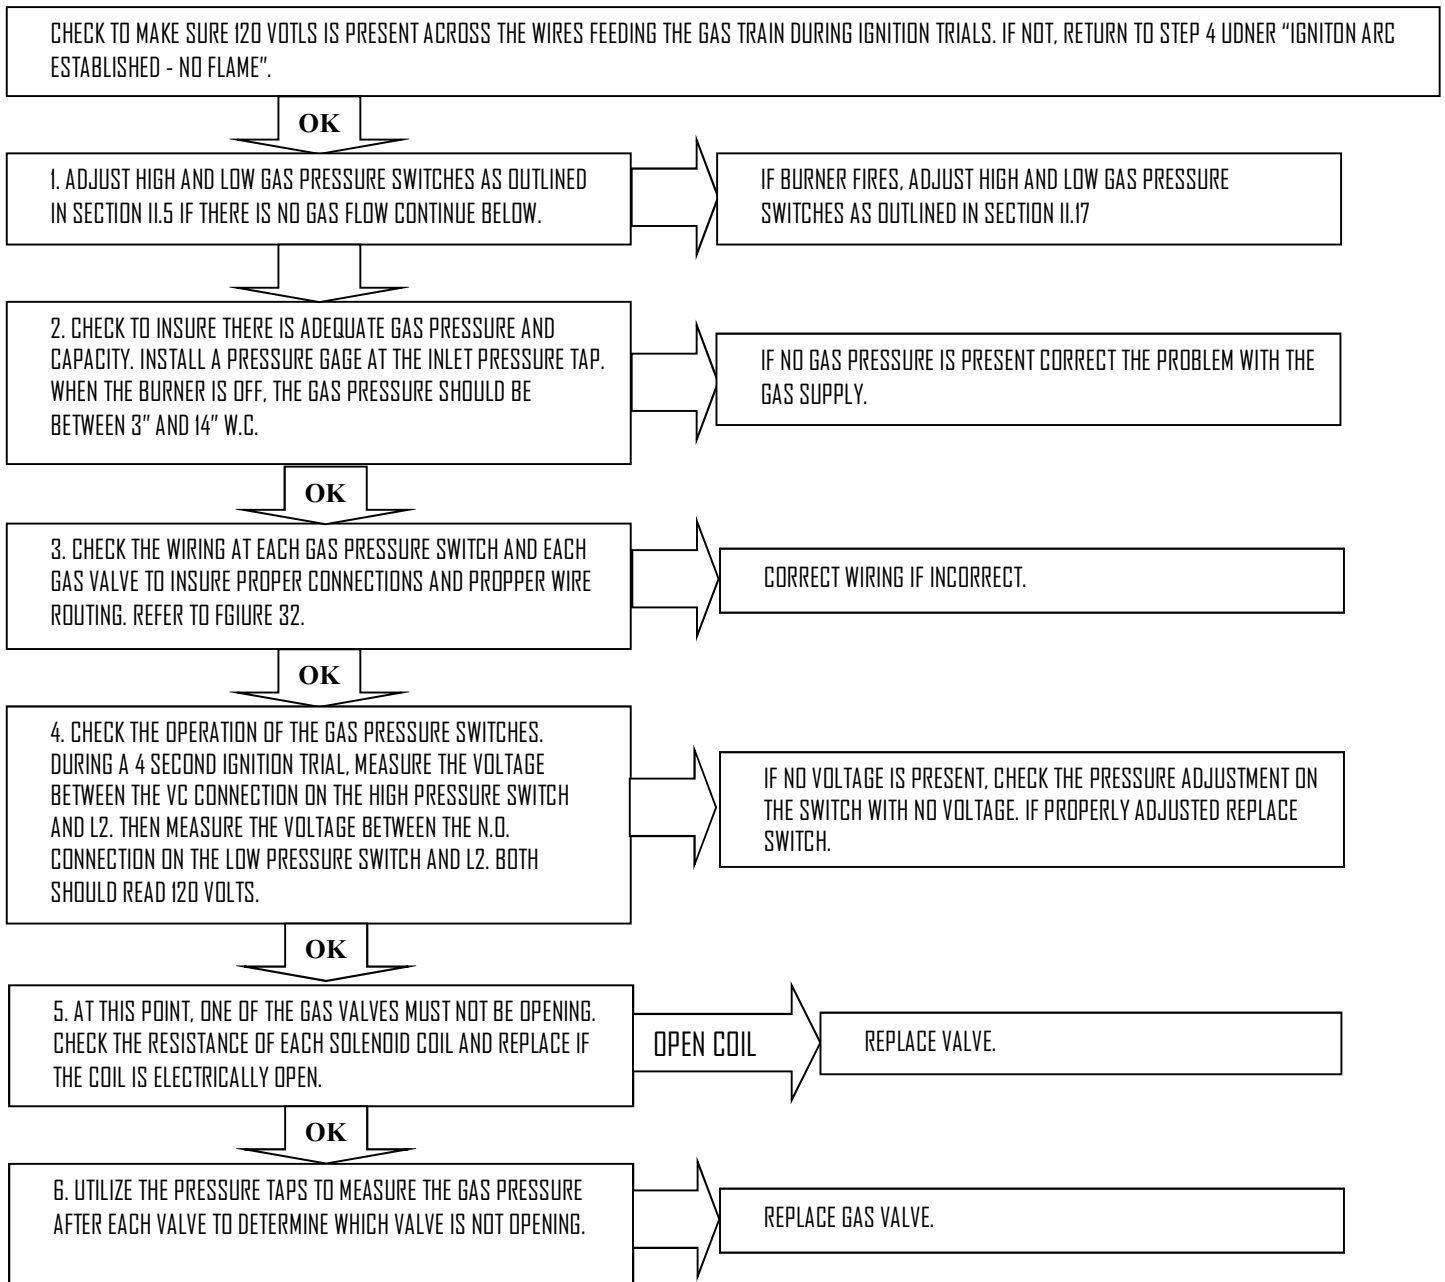 CHECK TO MAKE SURE 120 VOTLS IS PRESENT ACROSS THE WIRES FEEDING THE GAS TRAIN DURING IGNITION TRIALS. IF NOT, RETURN TO STEP 4 UDNER “IGNITON ARC
ESTABLISHED - NO FLAME”.
OK
1. ADJUST HIGH AND LOW GAS PRESSURE SWITCHES AS OUTLINED
IN SECTION II.5 IF THERE IS NO GAS FLOW CONTINUE BELOW.
IF BURNER FIRES, ADJUST HIGH AND LOW GAS PRESSURE
SWITCHES AS OUTLINED IN SECTION II.17
2. CHECK TO INSURE THERE IS ADEQUATE GAS PRESSURE AND
CAPACITY. INSTALL A PRESSURE GAGE AT THE INLET PRESSURE TAP.
WHEN THE BURNER IS OFF, THE GAS PRESSURE SHOULD BE
BETWEEN 3” AND 14” W.C.
IF NO GAS PRESSURE IS PRESENT CORRECT THE PROBLEM WITH THE
GAS SUPPLY.
OK
3. CHECK THE WIRING AT EACH GAS PRESSURE SWITCH AND EACH
GAS VALVE TO INSURE PROPER CONNECTIONS AND PROPPER WIRE
ROUTING. REFER TO FGIURE 32.
CORRECT WIRING IF INCORRECT.
OK
4. CHECK THE OPERATION OF THE GAS PRESSURE SWITCHES.
DURING A 4 SECOND IGNITION TRIAL, MEASURE THE VOLTAGE
BETWEEN THE VC CONNECTION ON THE HIGH PRESSURE SWITCH
AND L2. THEN MEASURE THE VOLTAGE BETWEEN THE N.O.
CONNECTION ON THE LOW PRESSURE SWITCH AND L2. BOTH
SHOULD READ 120 VOLTS.
IF NO VOLTAGE IS PRESENT, CHECK THE PRESSURE ADJUSTMENT ON
THE SWITCH WITH NO VOLTAGE. IF PROPERLY ADJUSTED REPLACE
SWITCH.
OK
5. AT THIS POINT, ONE OF THE GAS VALVES MUST NOT BE OPENING.
CHECK THE RESISTANCE OF EACH SOLENOID COIL AND REPLACE IF
THE COIL IS ELECTRICALLY OPEN.
OPEN COIL
REPLACE VALVE.
OK
6. UTILIZE THE PRESSURE TAPS TO MEASURE THE GAS PRESSURE
AFTER EACH VALVE TO DETERMINE WHICH VALVE IS NOT OPENING.
REPLACE GAS VALVE.